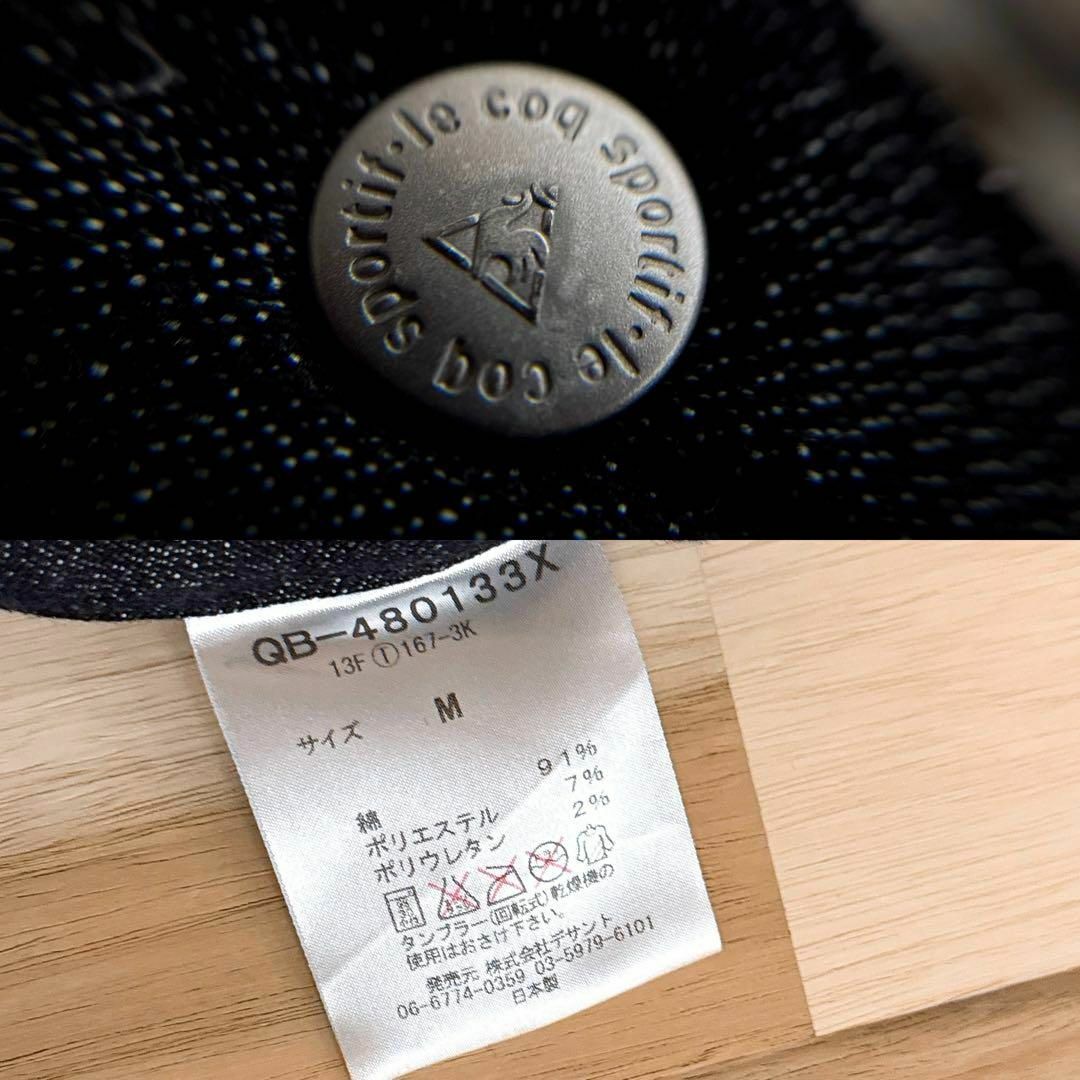 le coq sportif・le coq sportif・
QB-480133X
13F①167-3K
サイズ M
綿 91%
ポリエステル 7%
ポリウレタン 2%
タンブラー(回転式)乾燥機の
使用はおさけ下さい。
発売元 株式会社デサント
06-6774-0359 03-5979-6101
日本製